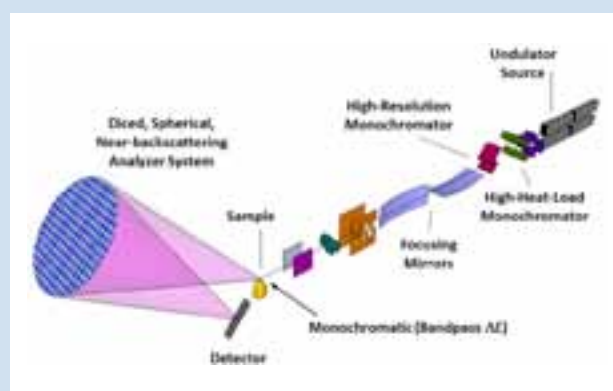 Undulator
Source
High-Resolution
Monochromator
Diced, Spherical,
Near-backscattering
Analyzer System
High-Heat-Load
Monochromator
Sample
Focusing
Mirrors
Monochromatic (Bandpass ΔE)
Detector